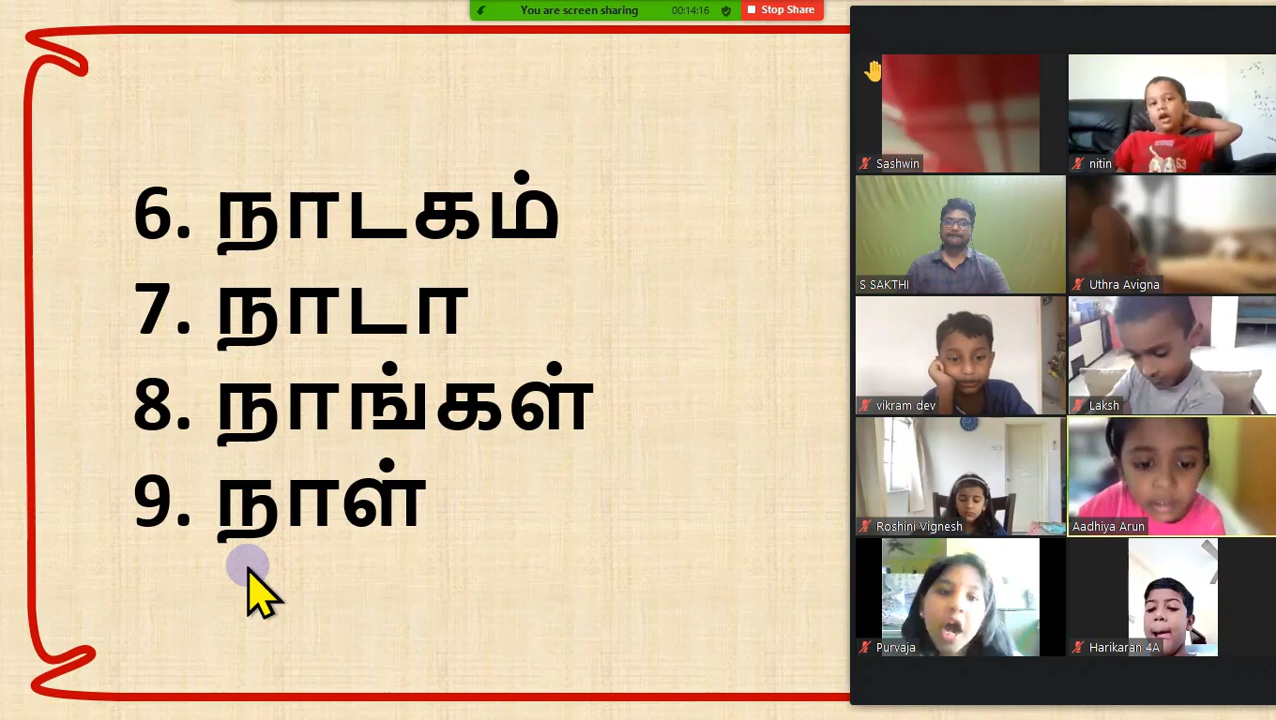 You are screen sharing 00:14:16 Stop Share
6. நாடகம்
7. நாடா
8. நாங்கள்
9. நாள்
Sashwin
nitin
S SAKTHI
Uthra Avigna
vikram dev
Laksh
Roshini Vignesh
Aadhiya Arun
Purvaja
Harikaran 4A